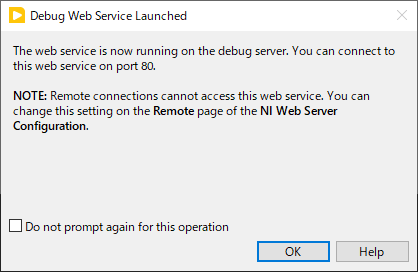 Debug Web Service Launched
The web service is now running on the debug server. You can connect to
this web service on port 80.
NOTE: Remote connections cannot access this web service. You can
change this setting on the Remote page of the NI Web Server
Configuration.
Do not prompt again for this operation
OK
Help